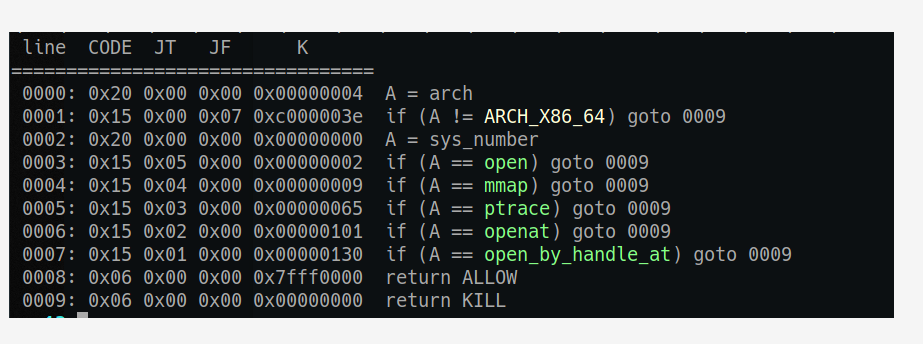 line  CODE  JT   JF      K
=================================
0000: 0x20 0x00 0x00 0x00000004  A = arch
0001: 0x15 0x00 0x07 0xc000003e  if (A != ARCH_X86_64) goto 0009
0002: 0x20 0x00 0x00 0x00000000  A = sys_number
0003: 0x15 0x05 0x00 0x00000002  if (A == open) goto 0009
0004: 0x15 0x04 0x00 0x00000009  if (A == mmap) goto 0009
0005: 0x15 0x03 0x00 0x00000065  if (A == ptrace) goto 0009
0006: 0x15 0x02 0x00 0x00000101  if (A == openat) goto 0009
0007: 0x15 0x01 0x00 0x00000130  if (A == open_by_handle_at) goto 0009
0008: 0x06 0x00 0x00 0x7fff0000  return ALLOW
0009: 0x06 0x00 0x00 0x00000000  return KILL